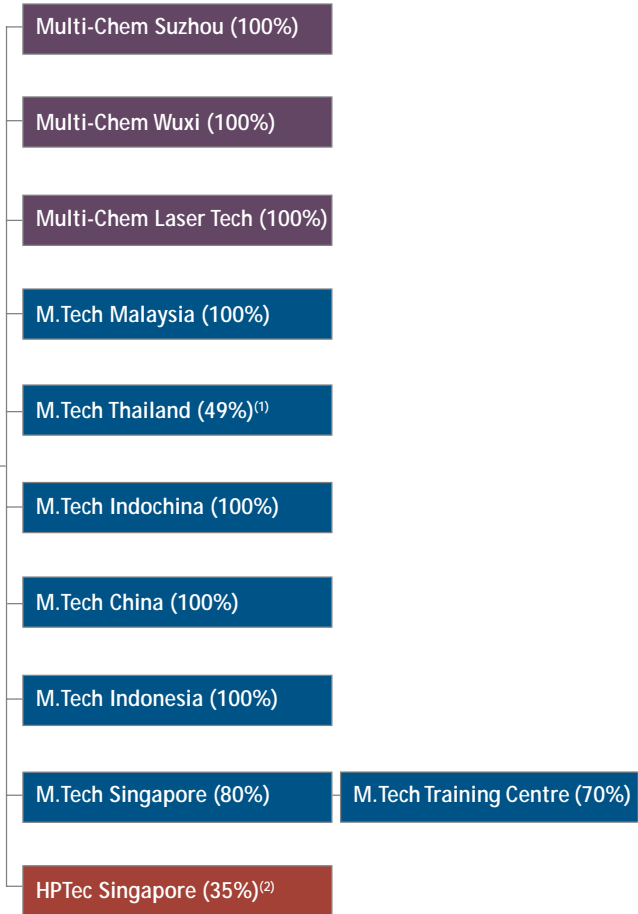 Multi-Chem Suzhou (100%)
Multi-Chem Wuxi (100%)
Multi-Chem Laser Tech (100%)
M.Tech Malaysia (100%)
M.Tech Thailand (49%)(1)
M.Tech Indochina (100%)
M.Tech China (100%)
M.Tech Indonesia (100%)
M.Tech Singapore (80%)
M.Tech Training Centre (70%)
HPTec Singapore (35%)(2)